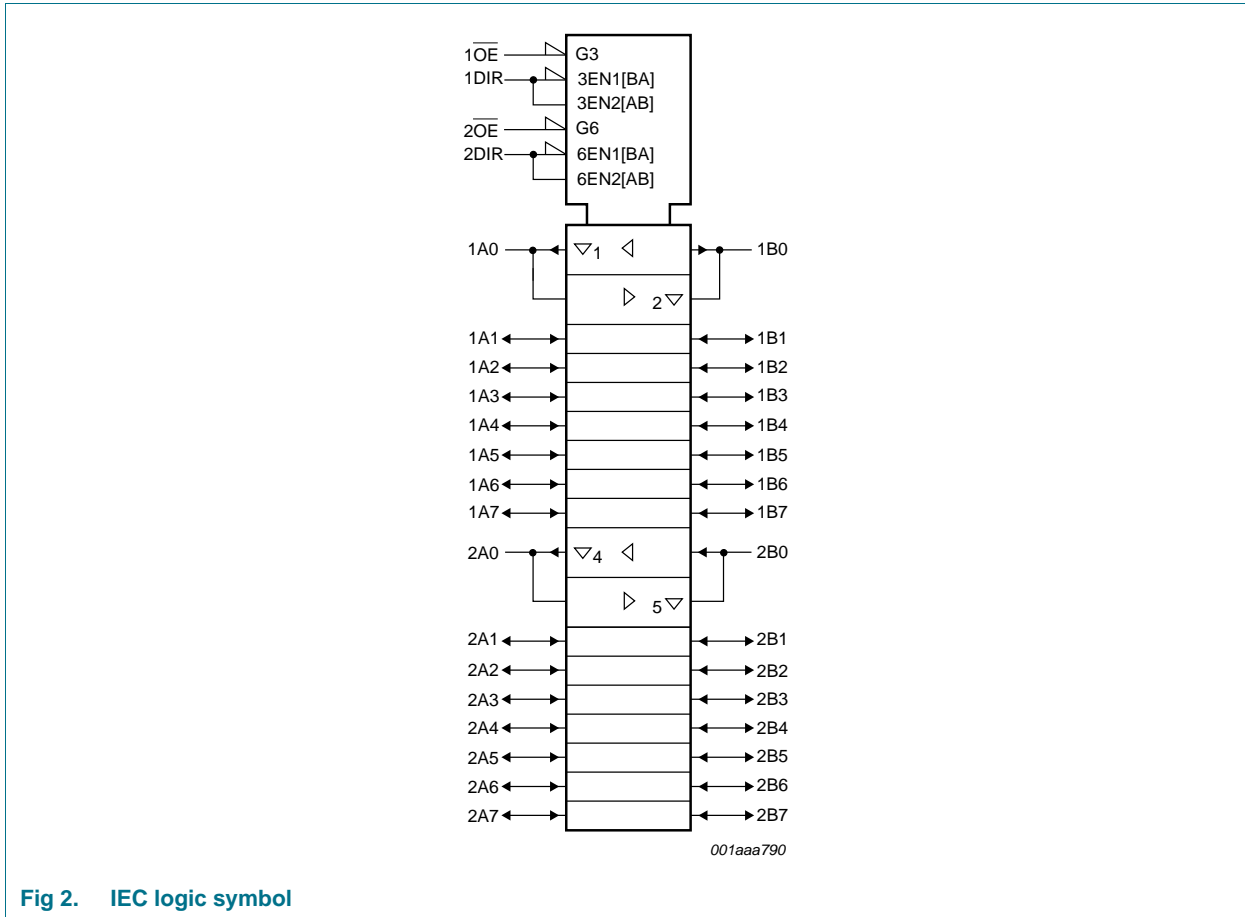 1OE G3
1DIR 3EN1[BA]
3EN2[AB]
2OE G6
2DIR 6EN1[BA]
6EN2[AB]
1A0 1 1B0
2
1A1 1B1
1A2 1B2
1A3 1B3
1A4 1B4
1A5 1B5
1A6 1B6
1A7 1B7
2A0 4 2B0
5
2A1 2B1
2A2 2B2
2A3 2B3
2A4 2B4
2A5 2B5
2A6 2B6
2A7 2B7
001aaa790
Fig 2. IEC logic symbol